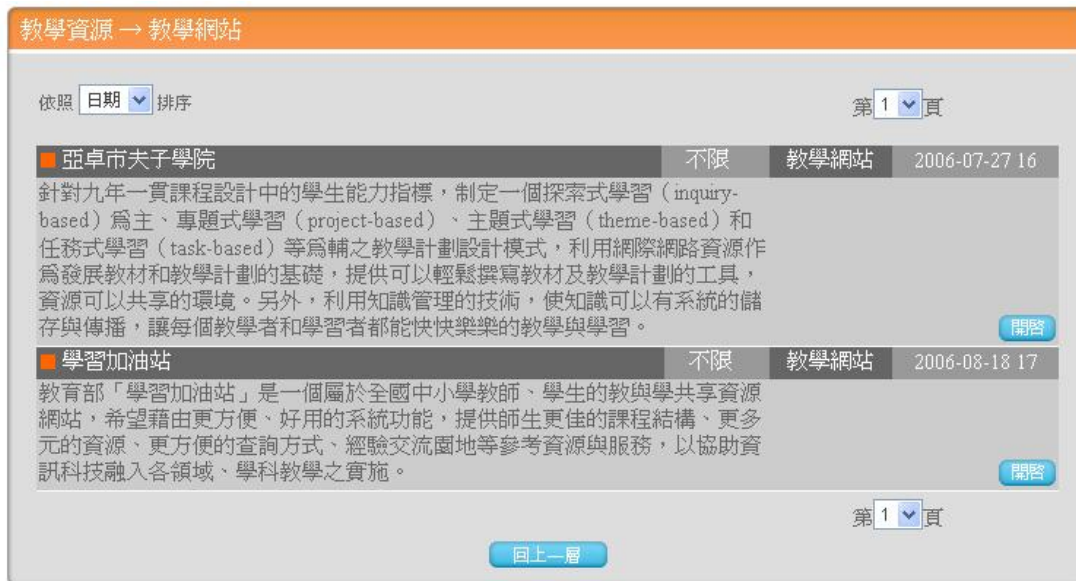 教學資源 → 教學網站
依照 日期 排序
第 1 頁
亞卓市夫子學院 不限 教學網站 2006-07-27 16
針對九年一貫課程設計中的學生能力指標，制定一個探索式學習（inquiry-
based）爲主、專題式學習（project-based）、主題式學習（theme-based）和
任務式學習（task-based）等爲輔之教學計劃設計模式，利用網際網路資源作
爲發展教材和教學計劃的基礎，提供可以輕鬆撰寫教材及教學計劃的工具，
資源可以共享的環境。另外，利用知識管理的技術，使知識可以有系統的儲
存與傳播，讓每個教學者和學習者都能快快樂樂的教學與學習。
開啓
學習加油站 不限 教學網站 2006-08-18 17
教育部「學習加油站」是一個屬於全國中小學教師、學生的教與學共享資源
網站，希望藉由更方便、好用的系統功能，提供師生更佳的課程結構、更多
元的資源、更方便的查詢方式、經驗交流園地等參考資源與服務，以協助資
訊科技融入各領域、學科教學之實施。
開啓
第 1 頁
回上一層